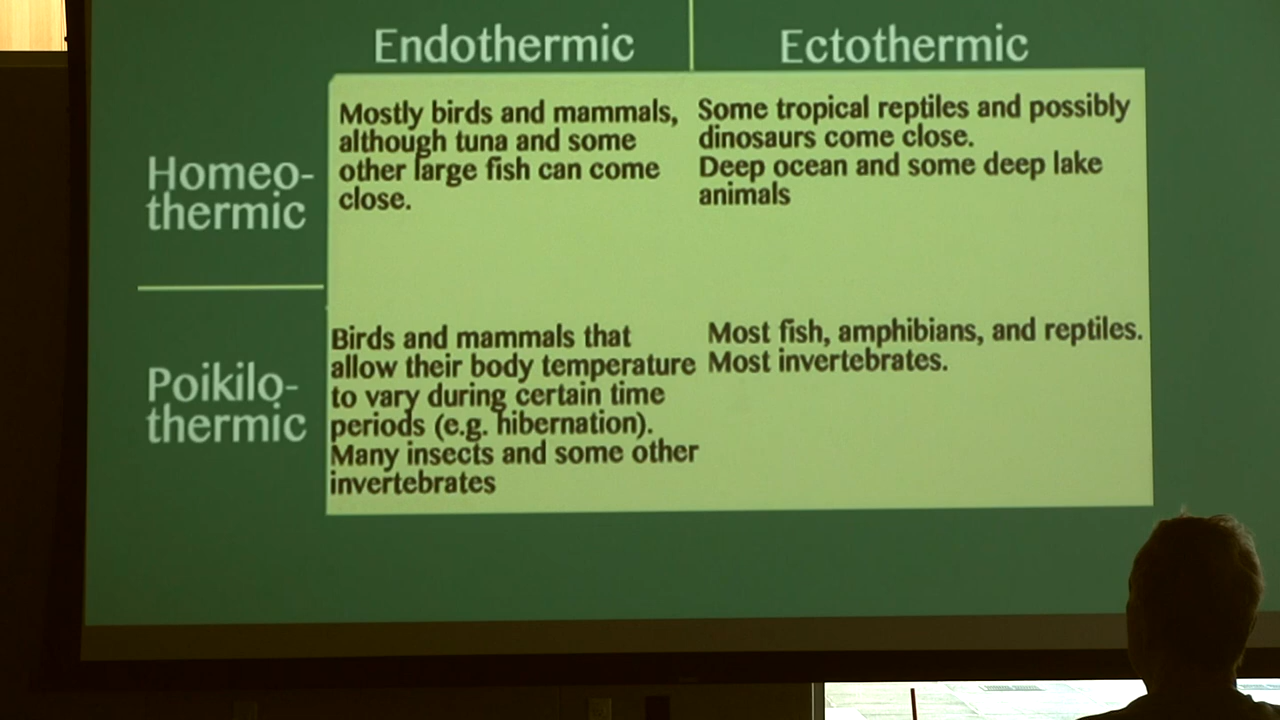 Endothermic
Ectothermic
Homeo-
thermic
Mostly birds and mammals,
although tuna and some
other large fish can come
close.
Some tropical reptiles and possibly
dinosaurs come close.
Deep ocean and some deep lake
animals
Poikilo-
thermic
Birds and mammals that
allow their body temperature
to vary during certain time
periods (e.g. hibernation).
Many insects and some other
invertebrates
Most fish, amphibians, and reptiles.
Most invertebrates.